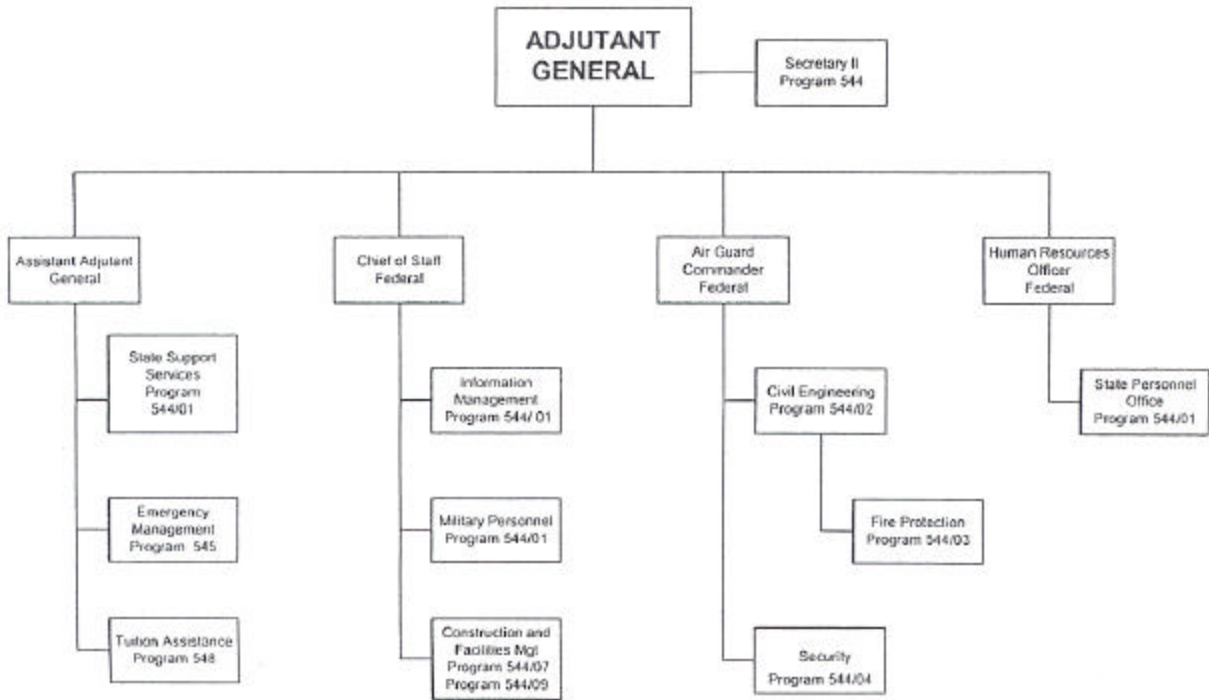 ADJUTANT
GENERAL
Secretary II
Program 544
Assistant Adjutant
General
Chief of Staff
Federal
Air Guard
Commander
Federal
Human Resources
Officer
Federal
State Support
Services
Program
544/01
Information
Management
Program 544/ 01
Civil Engineering
Program 544/02
State Personnel
Office
Program 544/01
Emergency
Management
Program 545
Military Personnel
Program 544/01
Fire Protection
Program 544/03
Tuition Assistance
Program 548
Construction and
Facilities Mgt
Program 544/07
Program 544/09
Security
Program 544/04